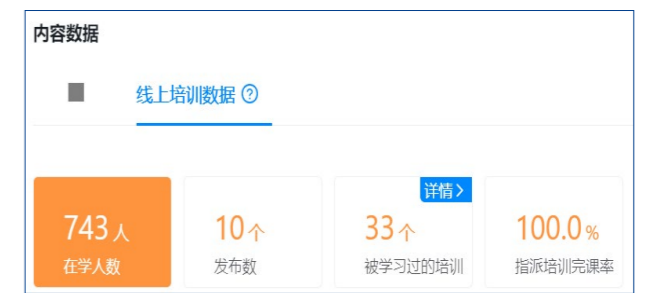 内容数据
线上培训数据 ?
详情>
743人 10个 33个 100.0%
在学人数 发布数 被学习过的培训 指派培训完课率